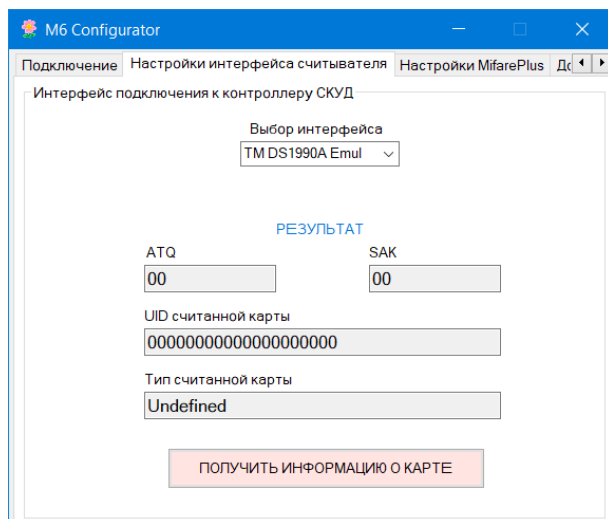 M6 Configurator
Подключение Настройки интерфейса считывателя Настройки MifarePlus
Интерфейс подключения к контроллеру СКУД
Выбор интерфейса
TM DS1990A Emul
РЕЗУЛЬТАТ
ATQ SAK
00 00
UID считанной карты
00000000000000000000
Тип считанной карты
Undefined
ПОЛУЧИТЬ ИНФОРМАЦИЮ О КАРТЕ